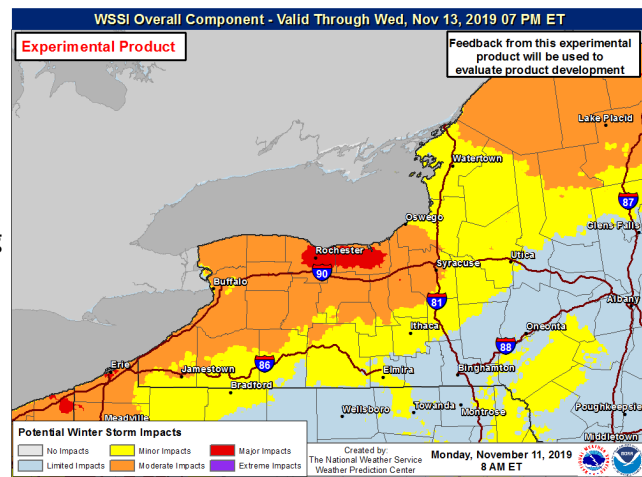 WSSI Overall Component - Valid Through Wed, Nov 13, 2019 07 PM ET
Experimental Product
Feedback from this experimental
product will be used to
evaluate product development
Lake Placid
Watertown
87
Glens Falls
Oswego
Rochester
90
Syracuse
Utica
Buffalo
81
Albany
Ithaca
Oneonta
88
Erie
86
Jamestown
Elmira
Binghamton
Bradford
Wellsboro
Towanda
Montrose
Poughkeepsie
Meadville
Middletown
Potential Winter Storm Impacts
No Impacts
Minor Impacts
Major Impacts
Limited Impacts
Moderate Impacts
Extreme Impacts
Created by:
The National Weather Service
Weather Prediction Center
Monday, November 11, 2019
8 AM ET